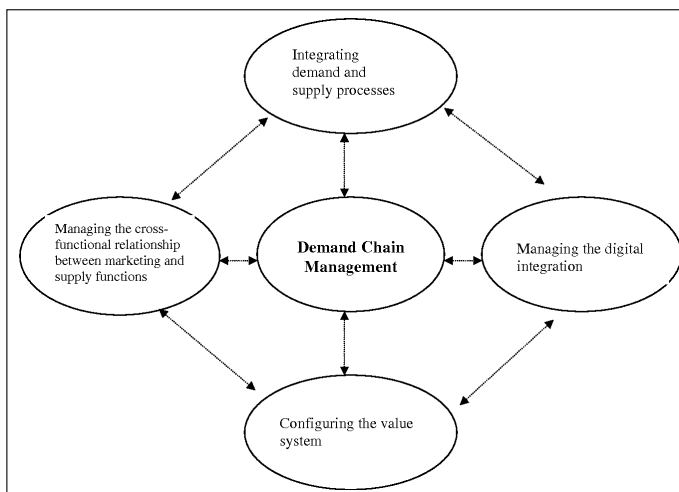 Integrating
demand and
supply processes
Managing the cross-
functional relationship
between marketing and
supply functions
Demand Chain
Management
Managing the digital
integration
Configuring the value
system